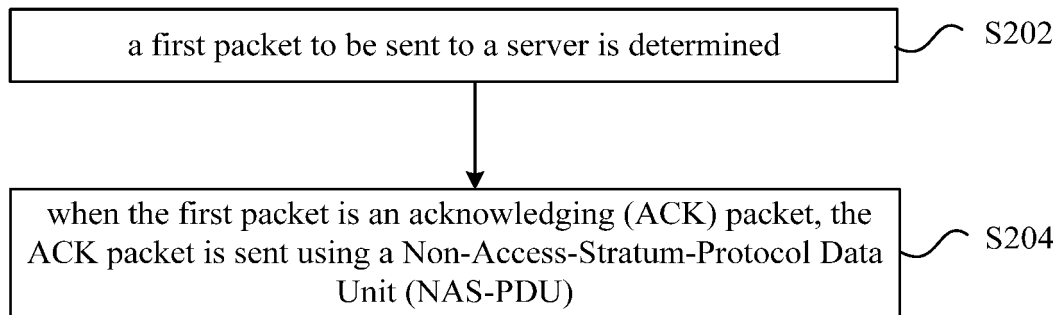 a first packet to be sent to a server is determined
S202
when the first packet is an acknowledging (ACK) packet, the
ACK packet is sent using a Non-Access-Stratum-Protocol Data
Unit (NAS-PDU)
S204